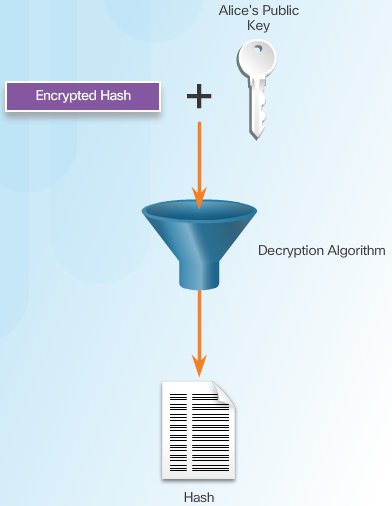 Alice's Public
Key
Encrypted Hash
+
Decryption Algorithm
Hash